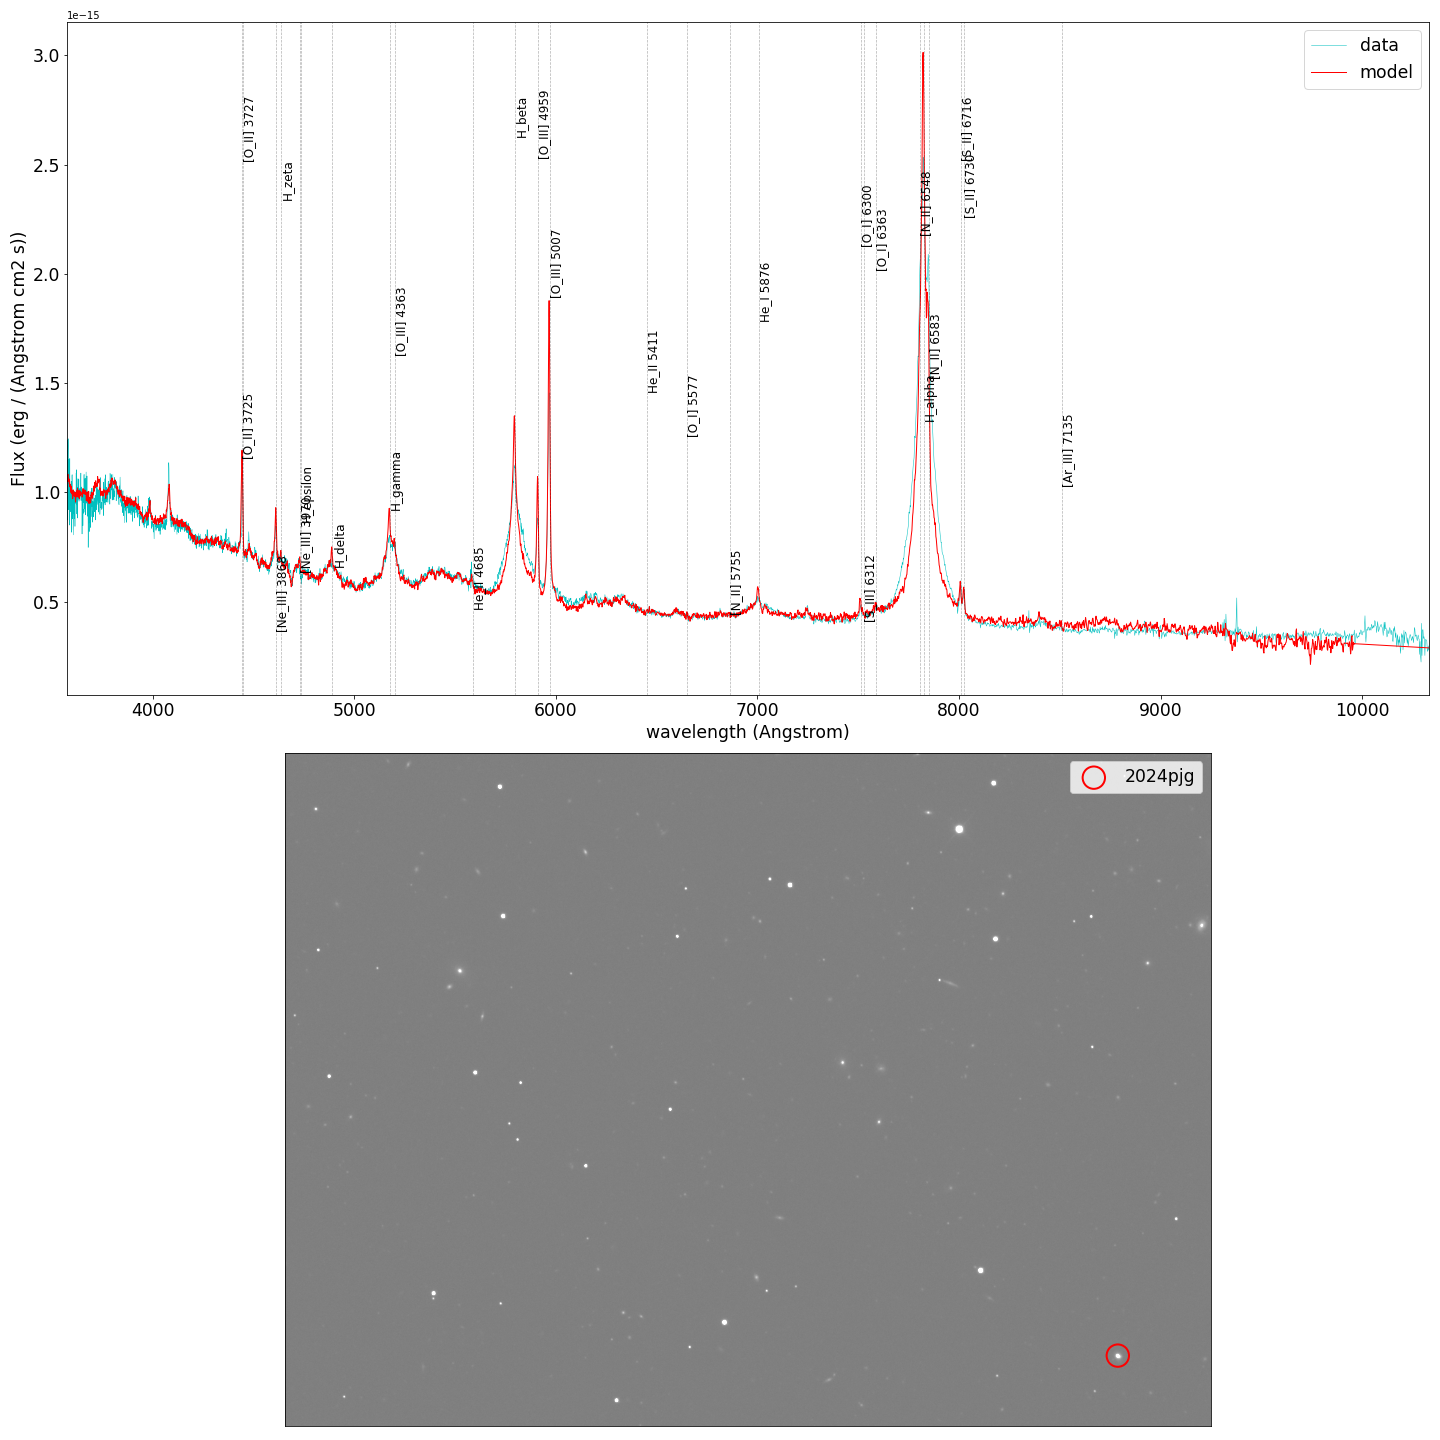 1e−15
3.0
2.5
2.0
1.5
1.0
0.5
Flux (erg / (Angstrom cm2 s))
data
model
[O_II] 3725
[O_II] 3727
[Ne_III] 3868
H_zeta
[Ne_III] 3970
H_epsilon
H_delta
H_gamma
[O_III] 4363
He_II 4685
H_beta
[O_III] 4959
[O_III] 5007
He_II 5411
[O_I] 5577
[N_II] 5755
He_I 5876
[O_I] 6300
[S_III] 6312
[O_I] 6363
[N_II] 6548
H_alpha
[N_II] 6583
[S_II] 6716
[S_II] 6730
[Ar_III] 7135
4000 5000 6000 7000 8000 9000 10000
wavelength (Angstrom)
2024pjg